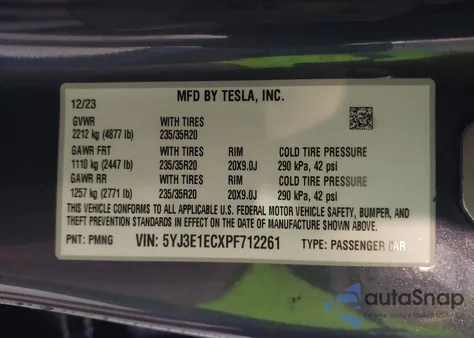 MFD BY TESLA, INC.
12/23
GVWR WITH TIRES
2212 kg (4877 lb) 235/35R20
GAWR FRT WITH TIRES RIM COLD TIRE PRESSURE
1110 kg (2447 lb) 235/35R20 20X9.0J 290 kPa, 42 psi
GAWR RR WITH TIRES RIM COLD TIRE PRESSURE
1257 kg (2771 lb) 235/35R20 20X9.0J 290 kPa, 42 psi
THIS VEHICLE CONFORMS TO ALL APPLICABLE U.S. FEDERAL MOTOR VEHICLE SAFETY, BUMPER, AND
THEFT PREVENTION STANDARDS IN EFFECT ON THE DATE OF MANUFACTURE SHOWN ABOVE.
PNT: PMNG VIN: 5YJ3E1ECXPF712261 TYPE: PASSENGER CAR
autaSnap